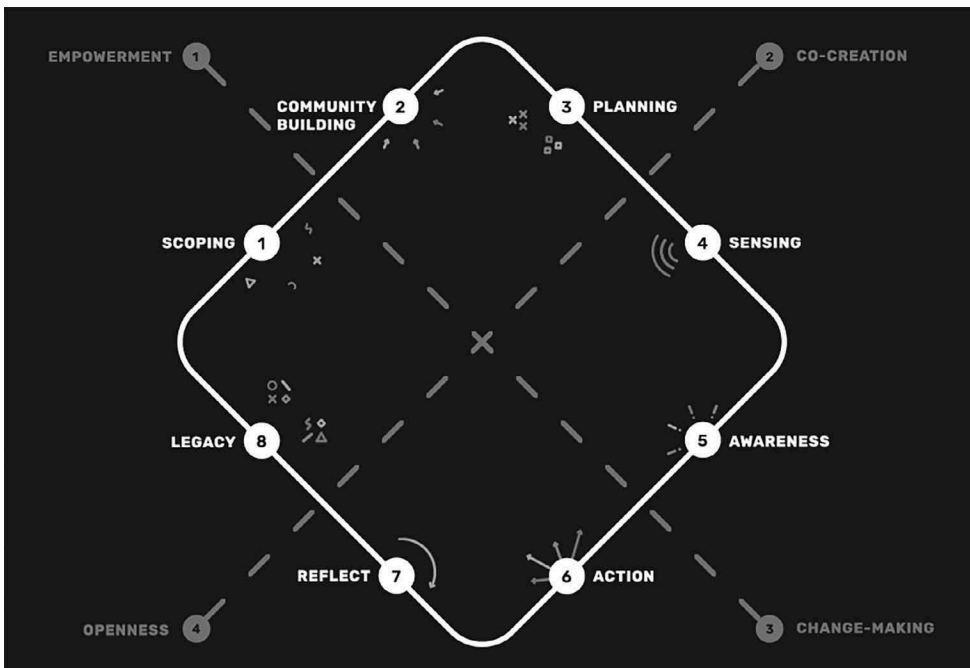 EMPOWERMENT 1
2 CO-CREATION
COMMUNITY
BUILDING 2
3 PLANNING
SCOPING 1
4 SENSING
LEGACY 8
5 AWARENESS
REFLECT 7
6 ACTION
OPENNESS 4
3 CHANGE-MAKING